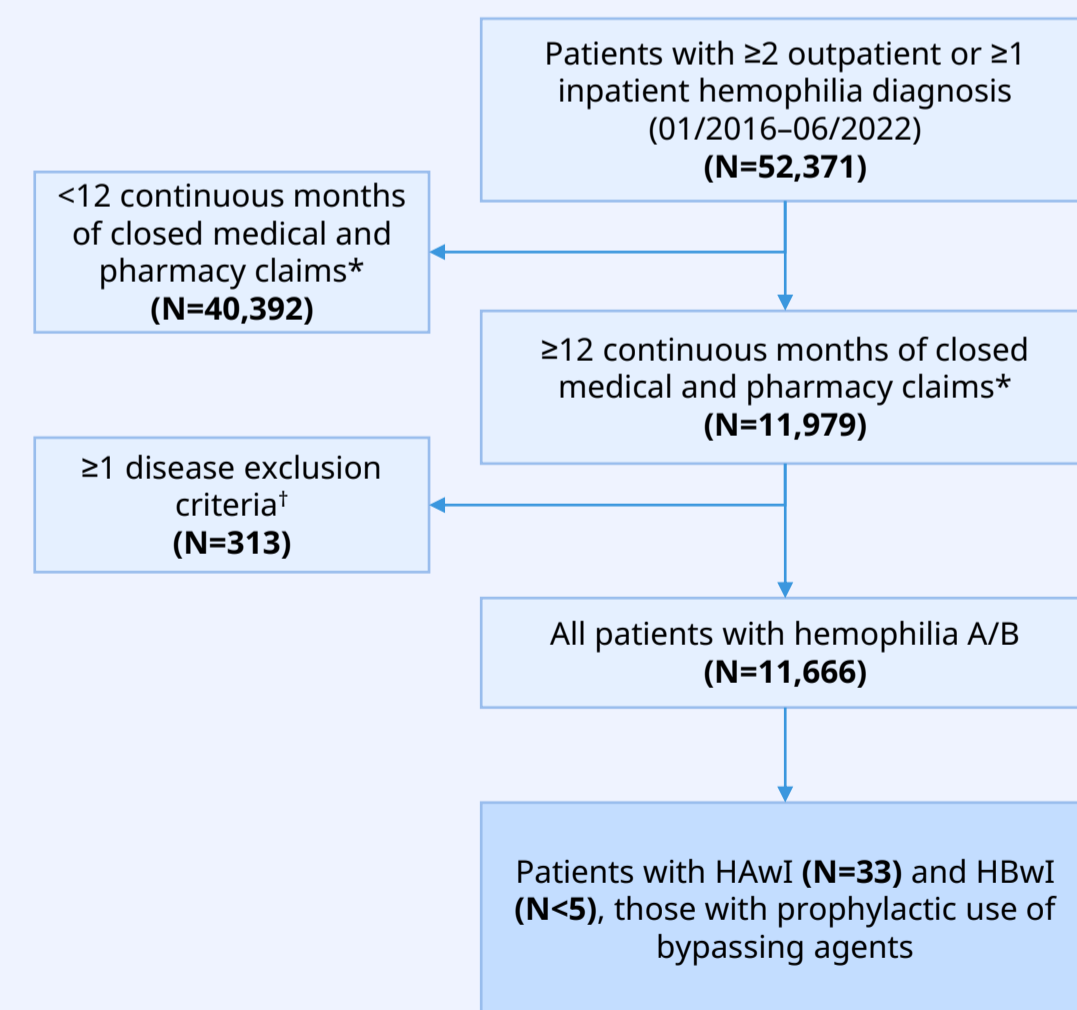 Patients with ≥2 outpatient or ≥1
inpatient hemophilia diagnosis
(01/2016–06/2022)
(N=52,371)
<12 continuous months
of closed medical and
pharmacy claims*
(N=40,392)
≥12 continuous months of closed
medical and pharmacy claims*
(N=11,979)
≥1 disease exclusion
criteria†
(N=313)
All patients with hemophilia A/B
(N=11,666)
Patients with HAwI (N=33) and HBwI
(N<5), those with prophylactic use of
bypassing agents